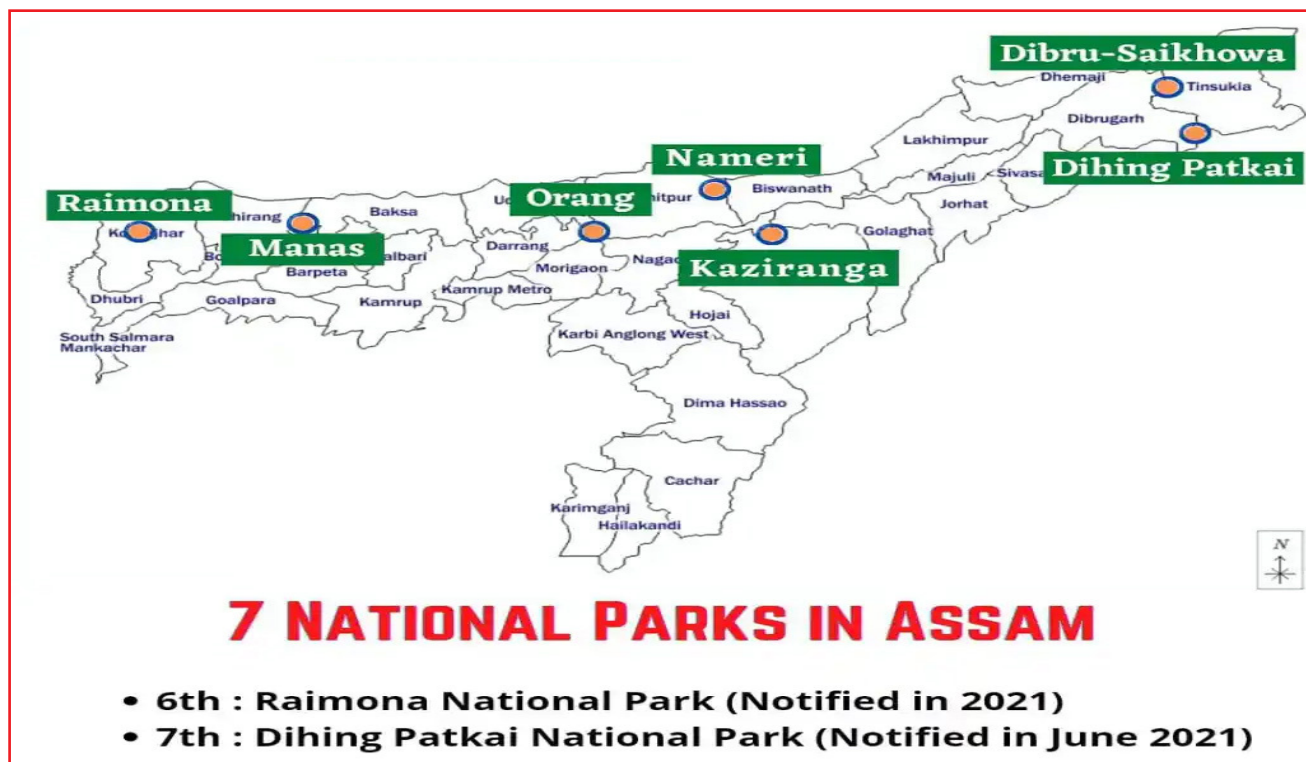 Dibru-Saikhowa
Dhemaji
Tinsukia
Dibrugarh
Lakhimpur
Nameri
Dihing Patkai
Majuli
Biswanath
Raimona
Orang
Jorhat
Baksa
Golaghat
Manas
Darrang
Morigaon
Kaziranga
Barpeta
Kamrup Metro
Dhubri
Goalpara
Kamrup
Hojai
South Salmara
Mankachar
Karbi Anglong West
Dima Hassao
Cachar
Karimganj
Hailakandi
N
7 National Parks in Assam
• 6th : Raimona National Park (Notified in 2021)
• 7th : Dihing Patkai National Park (Notified in June 2021)